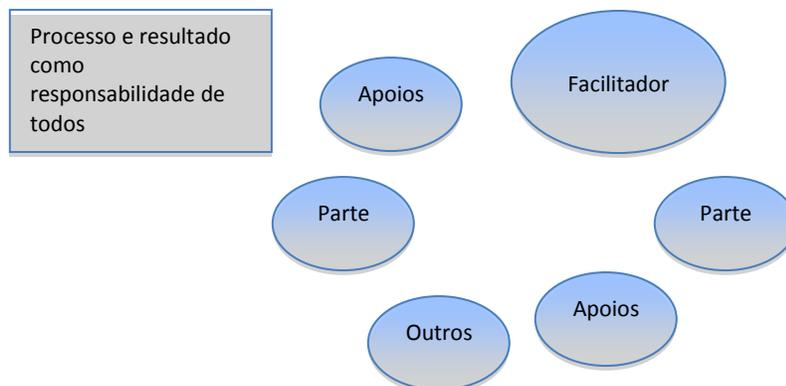 Processo e resultado
como
responsabilidade de
todos
Apoios
Facilitador
Parte
Parte
Outros
Apoios